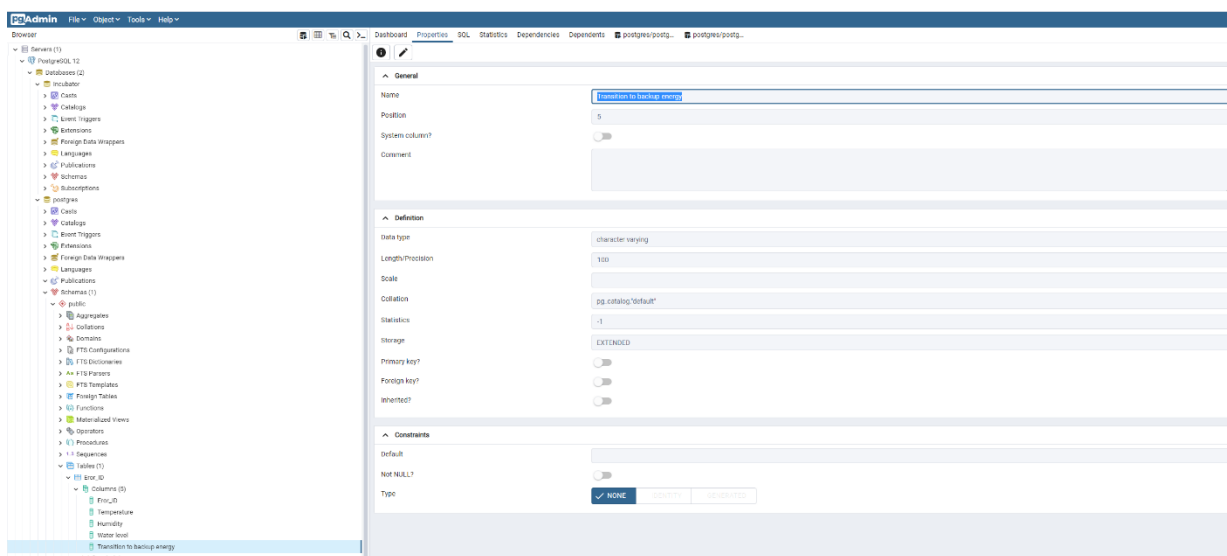 pgAdmin File Object Tools Help
Browser
Dashboard Properties SQL Statistics Dependencies Dependents postgres/postg... postgres/postg...
Servers (1)
PostgreSQL 12
Databases (2)
Incubator
Casts
Catalogs
Event Triggers
Extensions
Foreign Data Wrappers
Languages
Publications
Schemas
Subscriptions
postgres
Casts
Catalogs
Event Triggers
Extensions
Foreign Data Wrappers
Languages
Publications
Schemas (1)
public
Aggregates
Collations
Domains
FTS Configurations
FTS Dictionaries
FTS Parsers
FTS Templates
Foreign Tables
Functions
Materialized Views
Operators
Procedures
Sequences
Tables (1)
Eror_ID
Columns (5)
Eror_ID
Temperature
Humidity
Water level
Transition to backup energy
General
Name Transition to backup energy
Position 5
System column?
Comment
Definition
Data type character varying
Length/Precision 100
Scale
Collation pg_catalog."default"
Statistics -1
Storage EXTENDED
Primary key?
Foreign key?
Inherited?
Constraints
Default
Not NULL?
Type NONE IDENTITY GENERATED